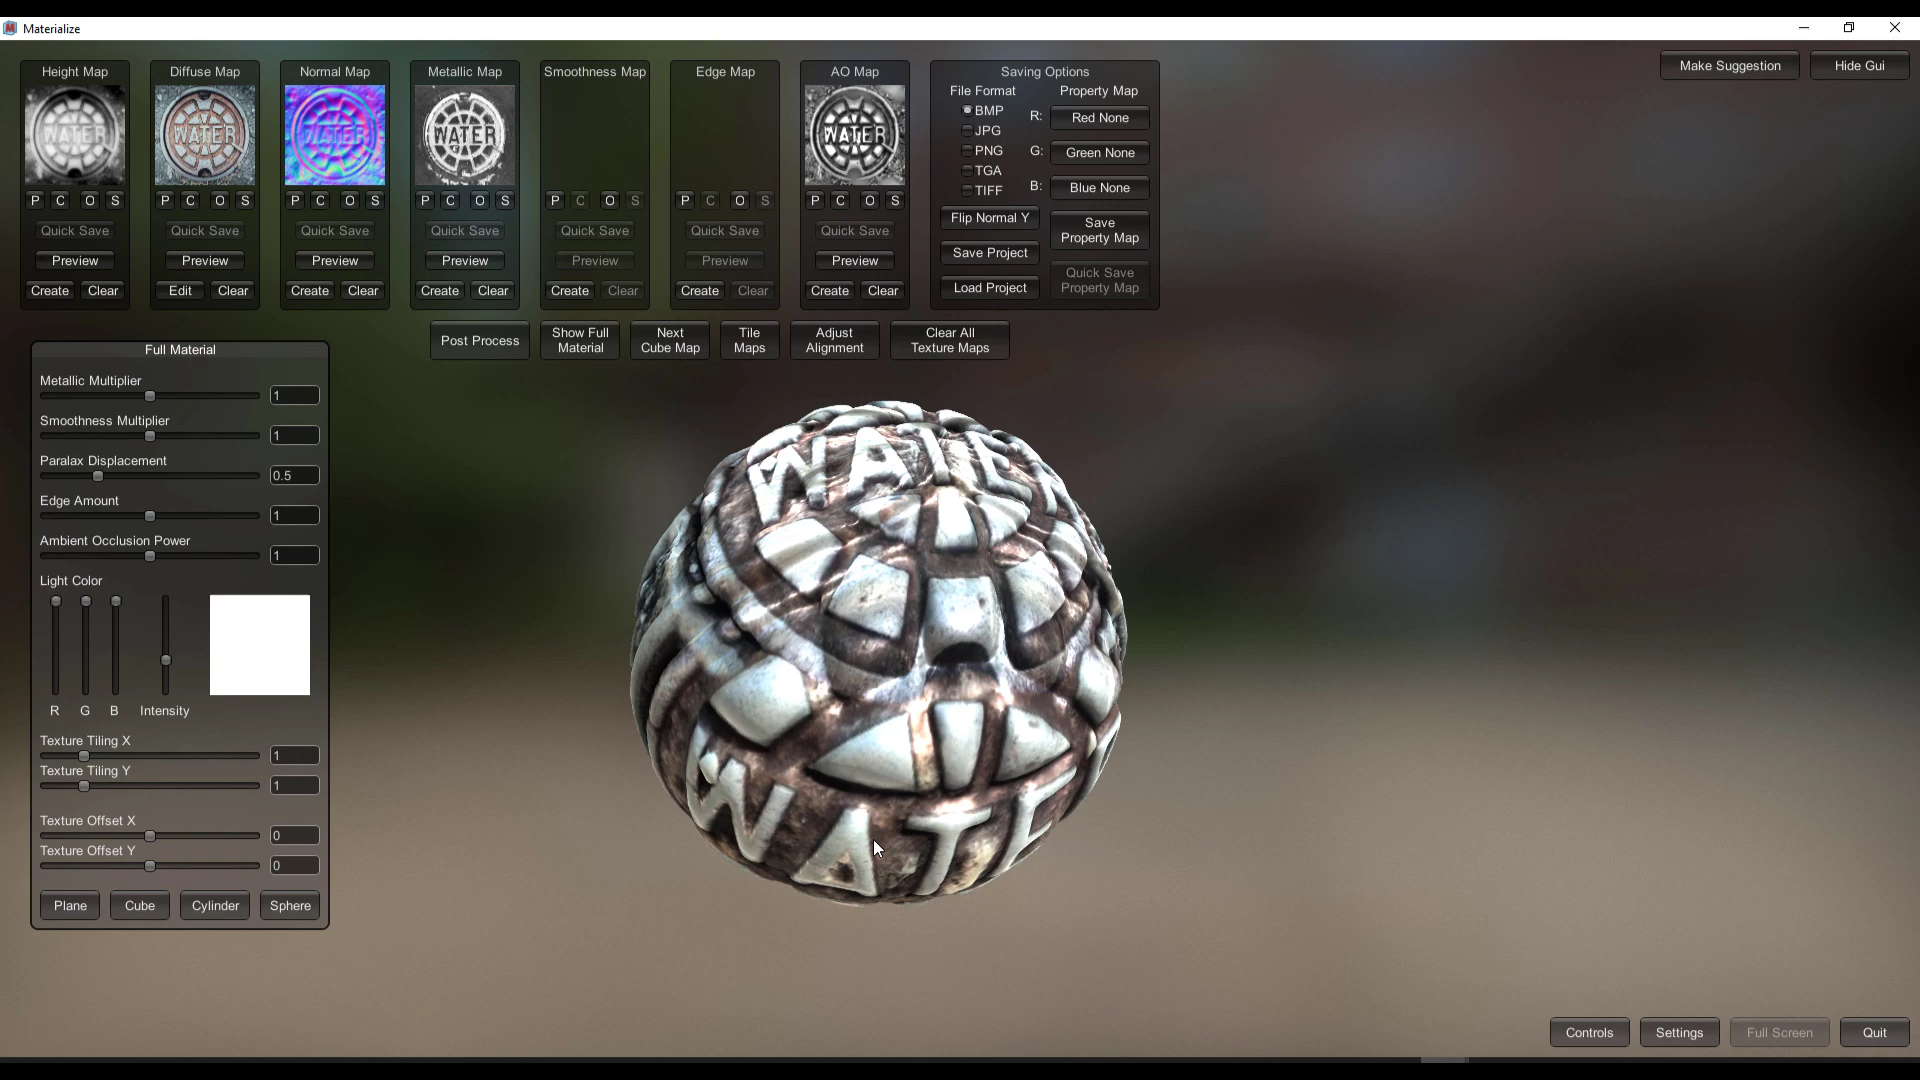 Materialize
Make Suggestion
Hide Gui
Height Map
Diffuse Map
Normal Map
Metallic Map
Smoothness Map
Edge Map
AO Map
Saving Options
File Format
Property Map
WATER
WATER
WATER
WATER
WATER
BMP
JPG
PNG
TGA
TIFF
R:
Red None
G:
Green None
B:
Blue None
P C O S
P C O S
P C O S
P C O S
P C O S
P C O S
P C O S
Flip Normal Y
Save
Property Map
Quick Save
Quick Save
Quick Save
Quick Save
Quick Save
Quick Save
Quick Save
Save Project
Preview
Preview
Preview
Preview
Preview
Preview
Preview
Quick Save
Property Map
Create Clear
Edit Clear
Create Clear
Create Clear
Create Clear
Create Clear
Create Clear
Load Project
Post Process
Show Full
Material
Next
Cube Map
Tile
Maps
Adjust
Alignment
Clear All
Texture Maps
Full Material
Metallic Multiplier
1
Smoothness Multiplier
1
Paralax Displacement
0.5
Edge Amount
1
Ambient Occlusion Power
1
Light Color
R G B Intensity
Texture Tiling X
1
Texture Tiling Y
1
Texture Offset X
0
Texture Offset Y
0
Plane
Cube
Cylinder
Sphere
WATER
WATE
Controls
Settings
Full Screen
Quit